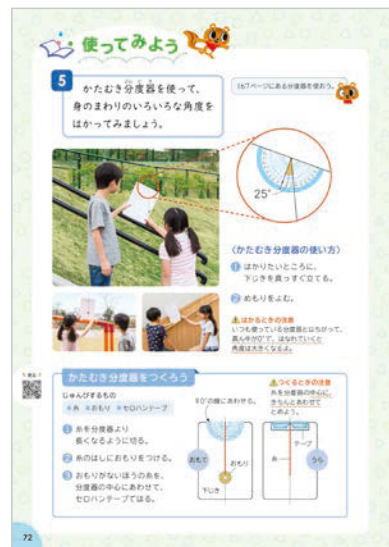 使ってみよう
5
かたむき分度器を使って、
身のまわりのいろいろな角度を
はかってみましょう。
167ページにある分度器を使おう。
25°
〈かたむき分度器の使い方〉
① はかりたいところに、
下じきを真っすぐ立てる。
② めもりをよむ。
はかるときの注意
いつも使っている分度器とはちがって、
真ん中が0°で、はなれていくと
角度は大きくなるよ。
かたむき分度器をつくろう
じゅんびするもの
糸 おもり セロハンテープ
① 糸を分度器より
長くなるように切る。
② 糸のはしにおもりをつける。
③ おもりがないほうの糸を、
分度器の中心にあわせて、
セロハンテープではる。
90°の線にあわせる。
おもて
おもり
下じき
つくるときの注意
糸を分度器の中心に
きちんとあわせて
とめよう。
テープ
糸
うら
72